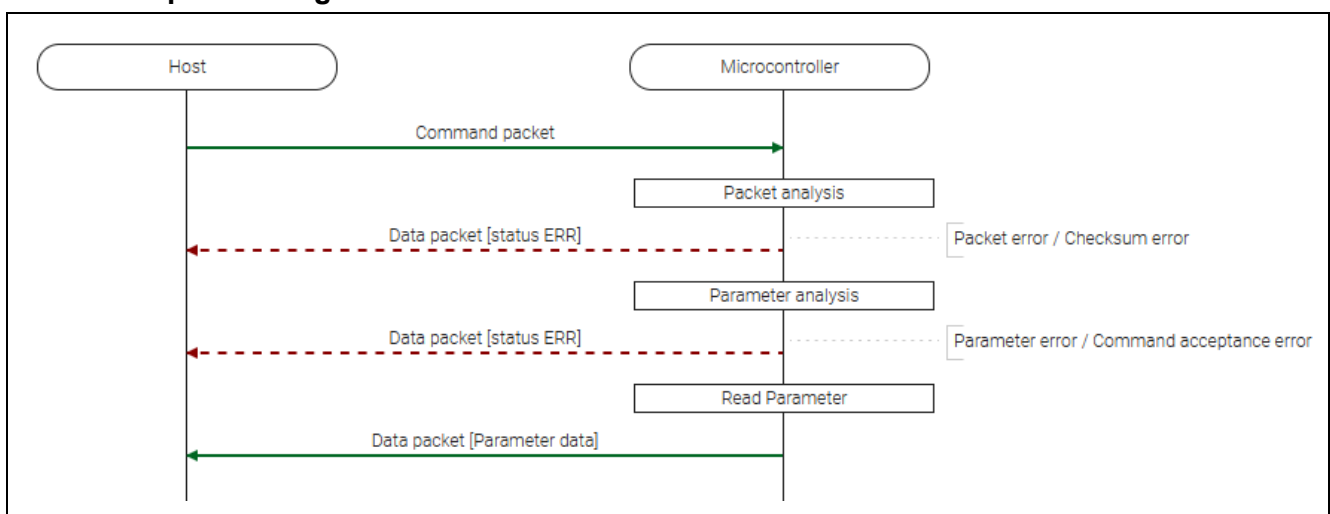 Host
Microcontroller
Command packet
Packet analysis
Data packet [status ERR]
Packet error / Checksum error
Parameter analysis
Data packet [status ERR]
Parameter error / Command acceptance error
Read Parameter
Data packet [Parameter data]